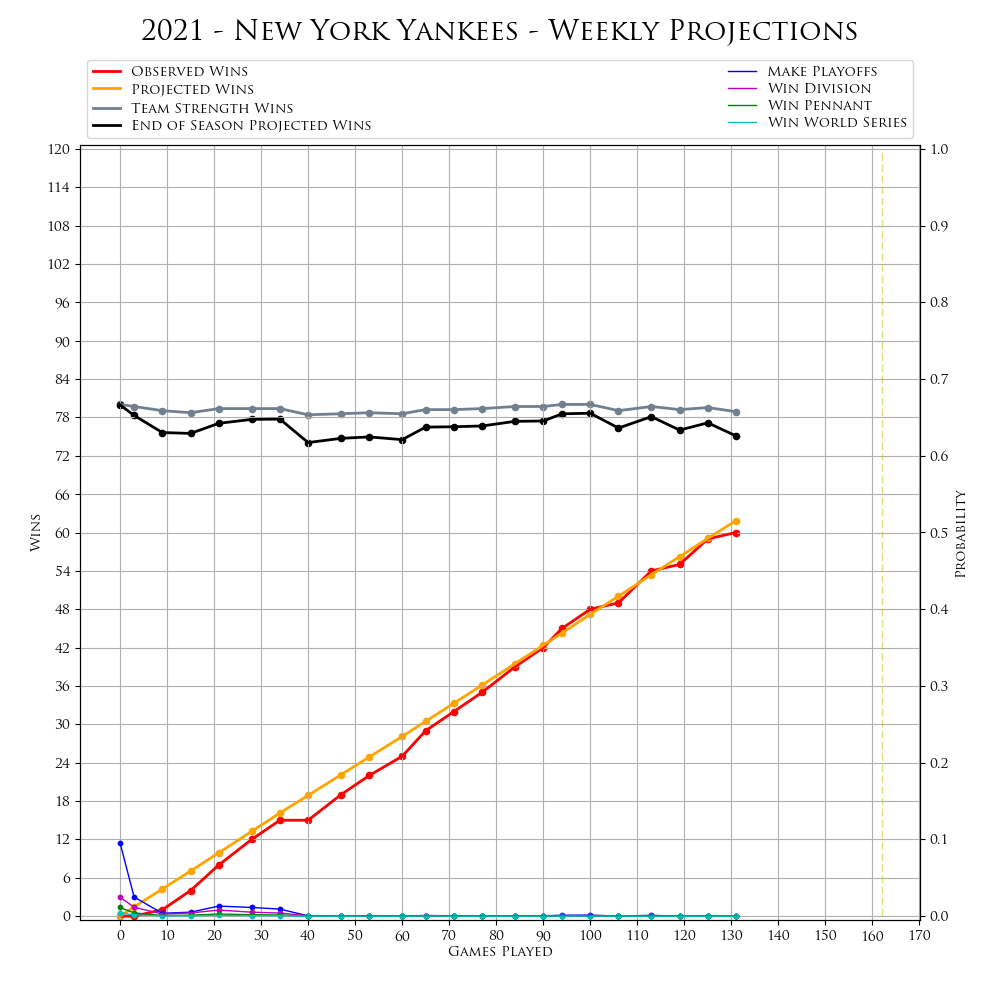 2021 - New York Yankees - Weekly Projections
Observed Wins
Projected Wins
Team Strength Wins
End of Season Projected Wins
Make Playoffs
Win Division
Win Pennant
Win World Series
120
114
108
102
96
90
84
78
72
66
60
54
48
42
36
30
24
18
12
6
0
Wins
1.0
0.9
0.8
0.7
0.6
0.5
0.4
0.3
0.2
0.1
0.0
Probability
0 10 20 30 40 50 60 70 80 90 100 110 120 130 140 150 160 170
Games Played